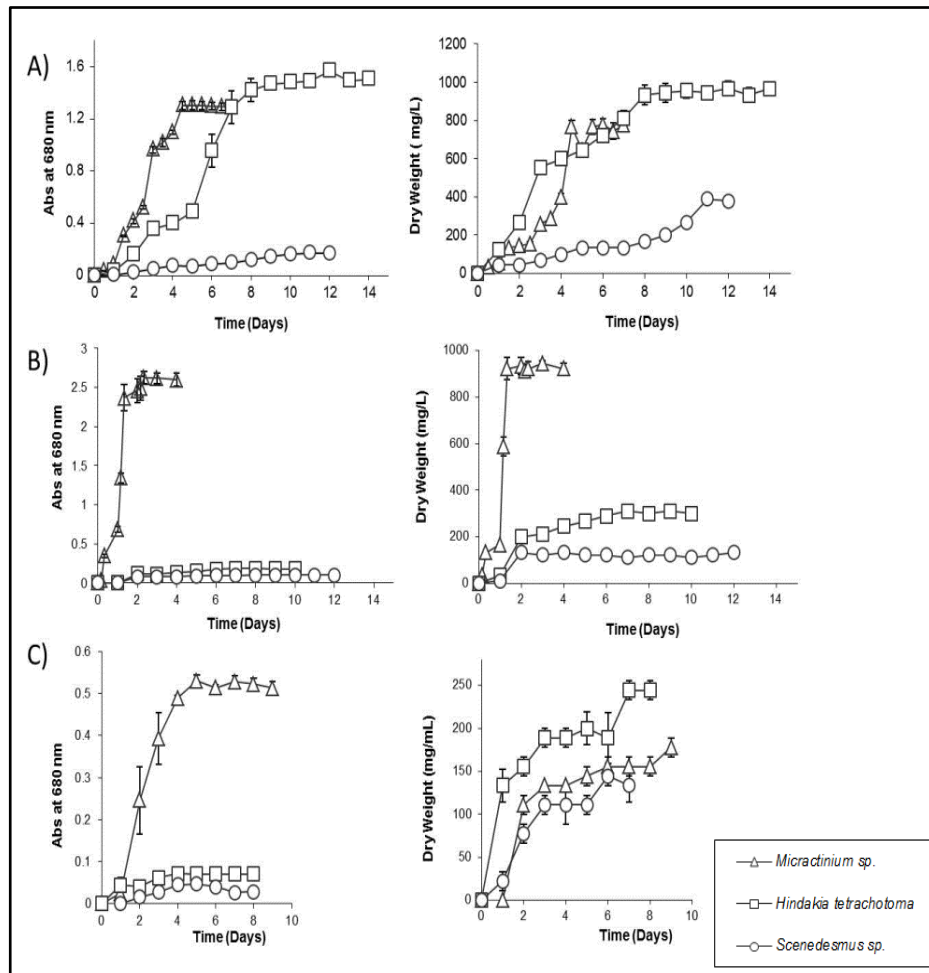 A)
Abs at 680 nm
1.6
1.2
0.8
0.4
0
0 2 4 6 8 10 11 12 14
Time (Days)
Dry Weight ( mg/L)
1200
1000
800
600
400
200
0
0 2 4 6 8 10 12 14
Time (Days)
B)
Abs at 680 nm
3
2.5
2
1.5
1
0.5
0
0 2 4 6 8 10 12 14
Time (Days)
Dry Weight (mg/L)
1000
800
600
400
300
200
100
0
0 2 4 6 8 10 12 14
Time (Days)
C)
Abs at 680 nm
0.6
0.5
0.4
0.3
0.2
0.1
0
0 2 4 6 8 10
Time (Days)
Dry Weight (mg/mL)
250
200
150
100
50
0
0 2 4 6 8 10
Time (Days)
Micractinium sp.
Hindakia tetrachotoma
Scenedesmus sp.